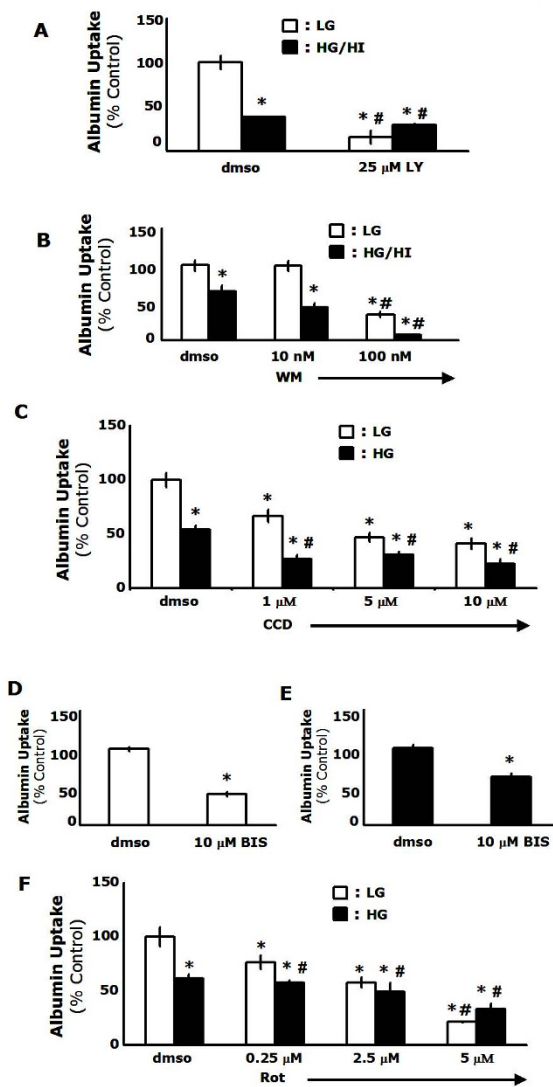 A
Albumin Uptake
(% Control)
150
100
50
0
: LG
: HG/HI
*
* #
* #
dmso
25 μM LY
B
Albumin Uptake
(% Control)
150
100
50
0
: LG
: HG/HI
*
*
*#
*#
dmso
10 nM
100 nM
WM
C
Albumin Uptake
(% Control)
150
100
50
0
: LG
: HG
*
*
* #
*
* #
*
* #
dmso
1 μM
5 μM
10 μM
CCD
D
Albumin Uptake
(% Control)
150
100
50
0
*
dmso
10 μM BIS
E
Albumin Uptake
(% Control)
150
100
50
0
*
dmso
10 μM BIS
F
Albumin Uptake
(% Control)
150
100
50
0
: LG
: HG
*
*
* #
*
* #
*#
* #
dmso
0.25 μM
2.5 μM
5 μM
Rot